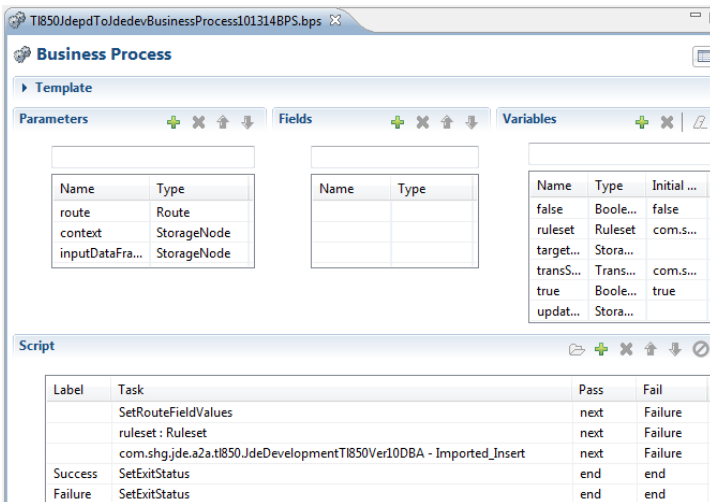 TI850JdepdToJdedevBusinessProcess101314BPS.bps
Business Process
Template
Parameters Fields Variables
Name Type Name Type Name Type Initial ...
route Route false Boole... false
context StorageNode ruleset Ruleset com.s...
inputDataFra... StorageNode target... Stora...
transS... Trans... com.s...
true Boole... true
updat... Stora...
Script
Label Task Pass Fail
SetRouteFieldValues next Failure
ruleset : Ruleset next Failure
com.shg.jde.a2a.tl850.JdeDevelopmentTl850Ver10DBA - Imported_Insert next Failure
Success SetExitStatus end end
Failure SetExitStatus end end